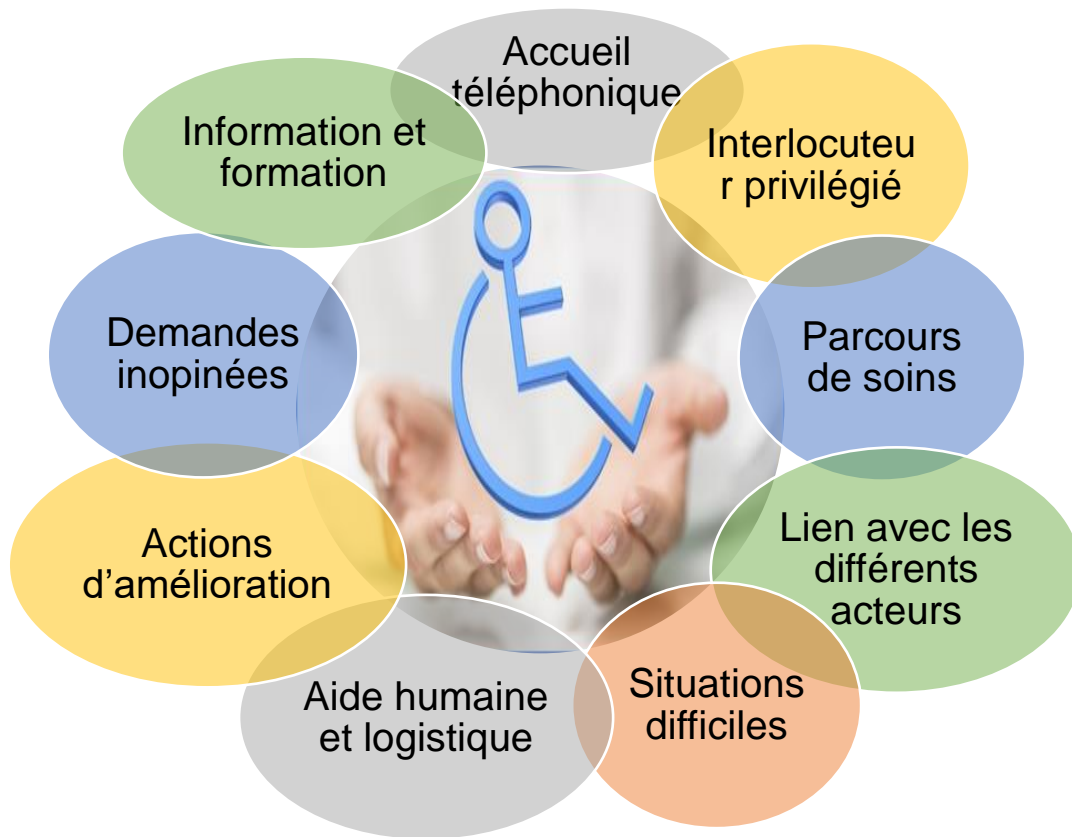 Accueil
téléphonique
Interlocuteu
r privilégié
Parcours
de soins
Lien avec les
différents
acteurs
Situations
difficiles
Aide humaine
et logistique
Actions
d’amélioration
Demandes
inopinées
Information et
formation